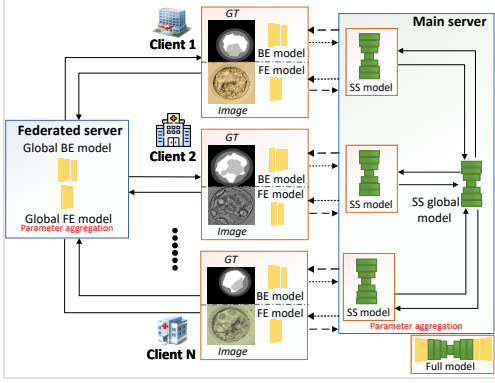 Client 1
GT
BE model
FE model
Image
Main server
SS model
Federated server
Global BE model
Global FE model
Parameter aggregation
Client 2
GT
BE model
FE model
Image
SS model
SS global
model
GT
BE model
FE model
Image
Client N
SS model
Parameter aggregation
Full model